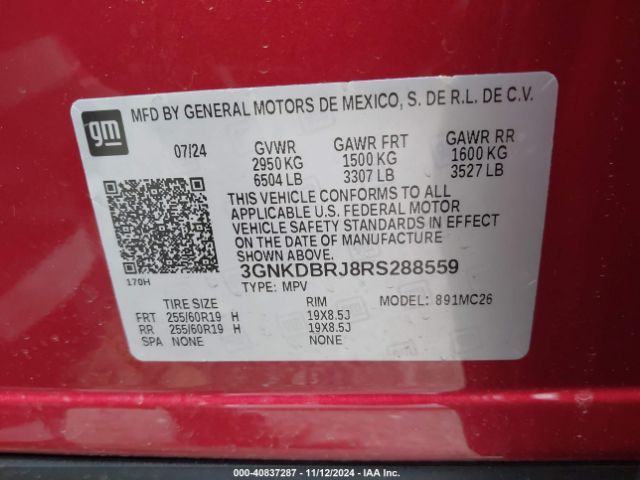 MFD BY GENERAL MOTORS DE MEXICO, S. DE R.L. DE C.V.
gm
07/24 GVWR GAWR FRT GAWR RR
2950 KG 1500 KG 1600 KG
6504 LB 3307 LB 3527 LB
THIS VEHICLE CONFORMS TO ALL
APPLICABLE U.S. FEDERAL MOTOR
VEHICLE SAFETY STANDARDS IN EFFECT
ON THE DATE OF MANUFACTURE
SHOWN ABOVE.
3GNKDBRJ8RS288559
170H
TYPE: MPV
TIRE SIZE RIM MODEL: 891MC26
FRT 255/60R19 H 19X8.5J
RR 255/60R19 H 19X8.5J
SPA NONE NONE
000-40837287 - 11/12/2024 - IAA Inc.